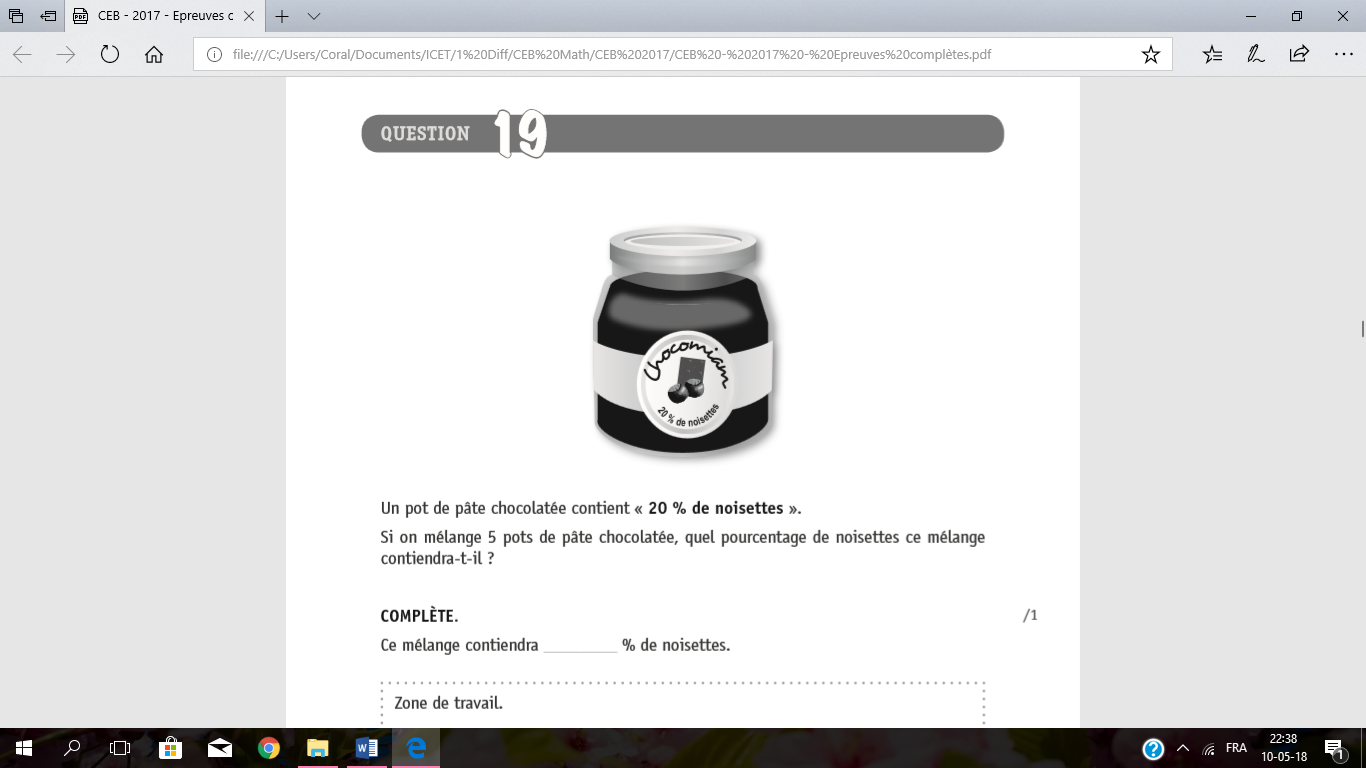 CEB - 2017 - Epreuves c
file:///C:/Users/Coral/Documents/ICET/1%20Diff/CEB%20Math/CEB%202017/CEB%20-%202017%20-%20Epreuves%20complètes.pdf
QUESTION 19
Chocomiam
20 % de noisettes
Un pot de pâte chocolatée contient « 20 % de noisettes ».
Si on mélange 5 pots de pâte chocolatée, quel pourcentage de noisettes ce mélange
contiendra-t-il ?
COMPLÈTE.
/1
Ce mélange contiendra ________ % de noisettes.
Zone de travail.
FRA
22:38
10-05-18
1